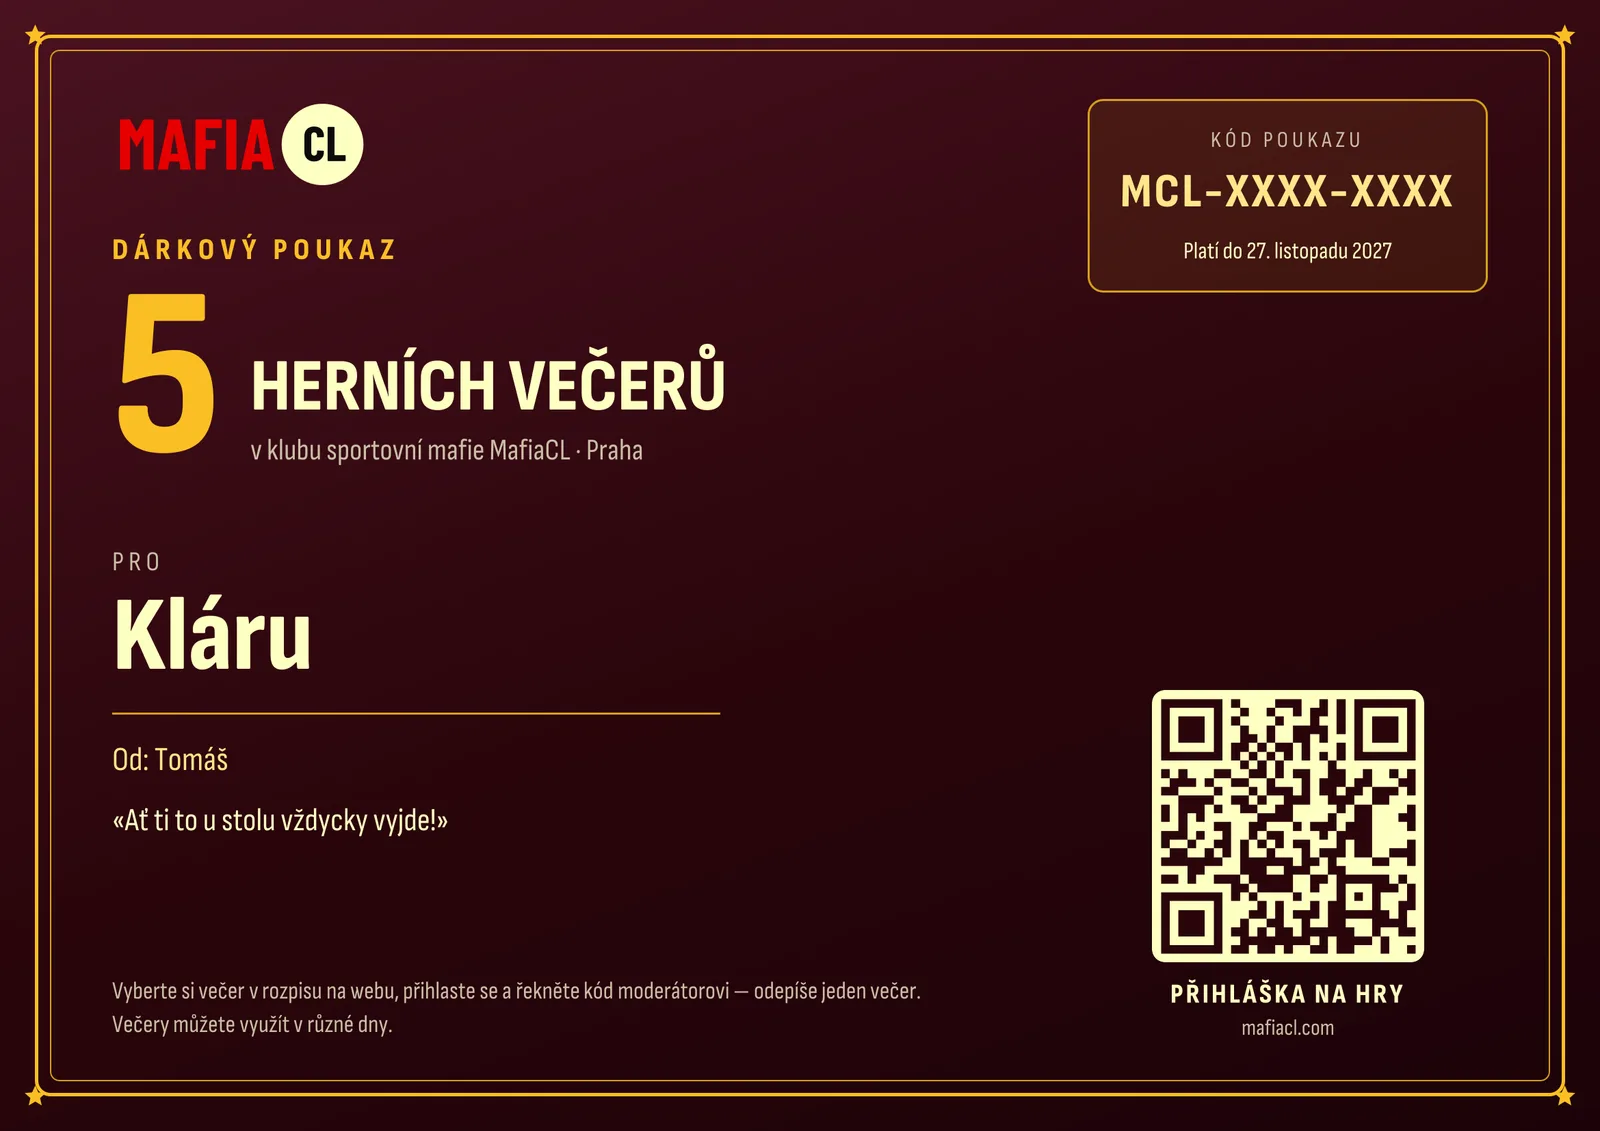 MAFIA CL
DÁRKOVÝ POUKAZ
5 HERNÍCH VEČERŮ
v klubu sportovní mafie MafiaCL · Praha
KÓD POUKAZU
MCL-XXXX-XXXX
Platí do 27. listopadu 2027
PRO
Kláru
Od: Tomáš
«Ať ti to u stolu vždycky vyjde!»
Vyberte si večer v rozpisu na webu, přihlaste se a řekněte kód moderátorovi — odepíše jeden večer.
Večery můžete využít v různé dny.
PŘIHLÁŠKA NA HRY
mafiacl.com